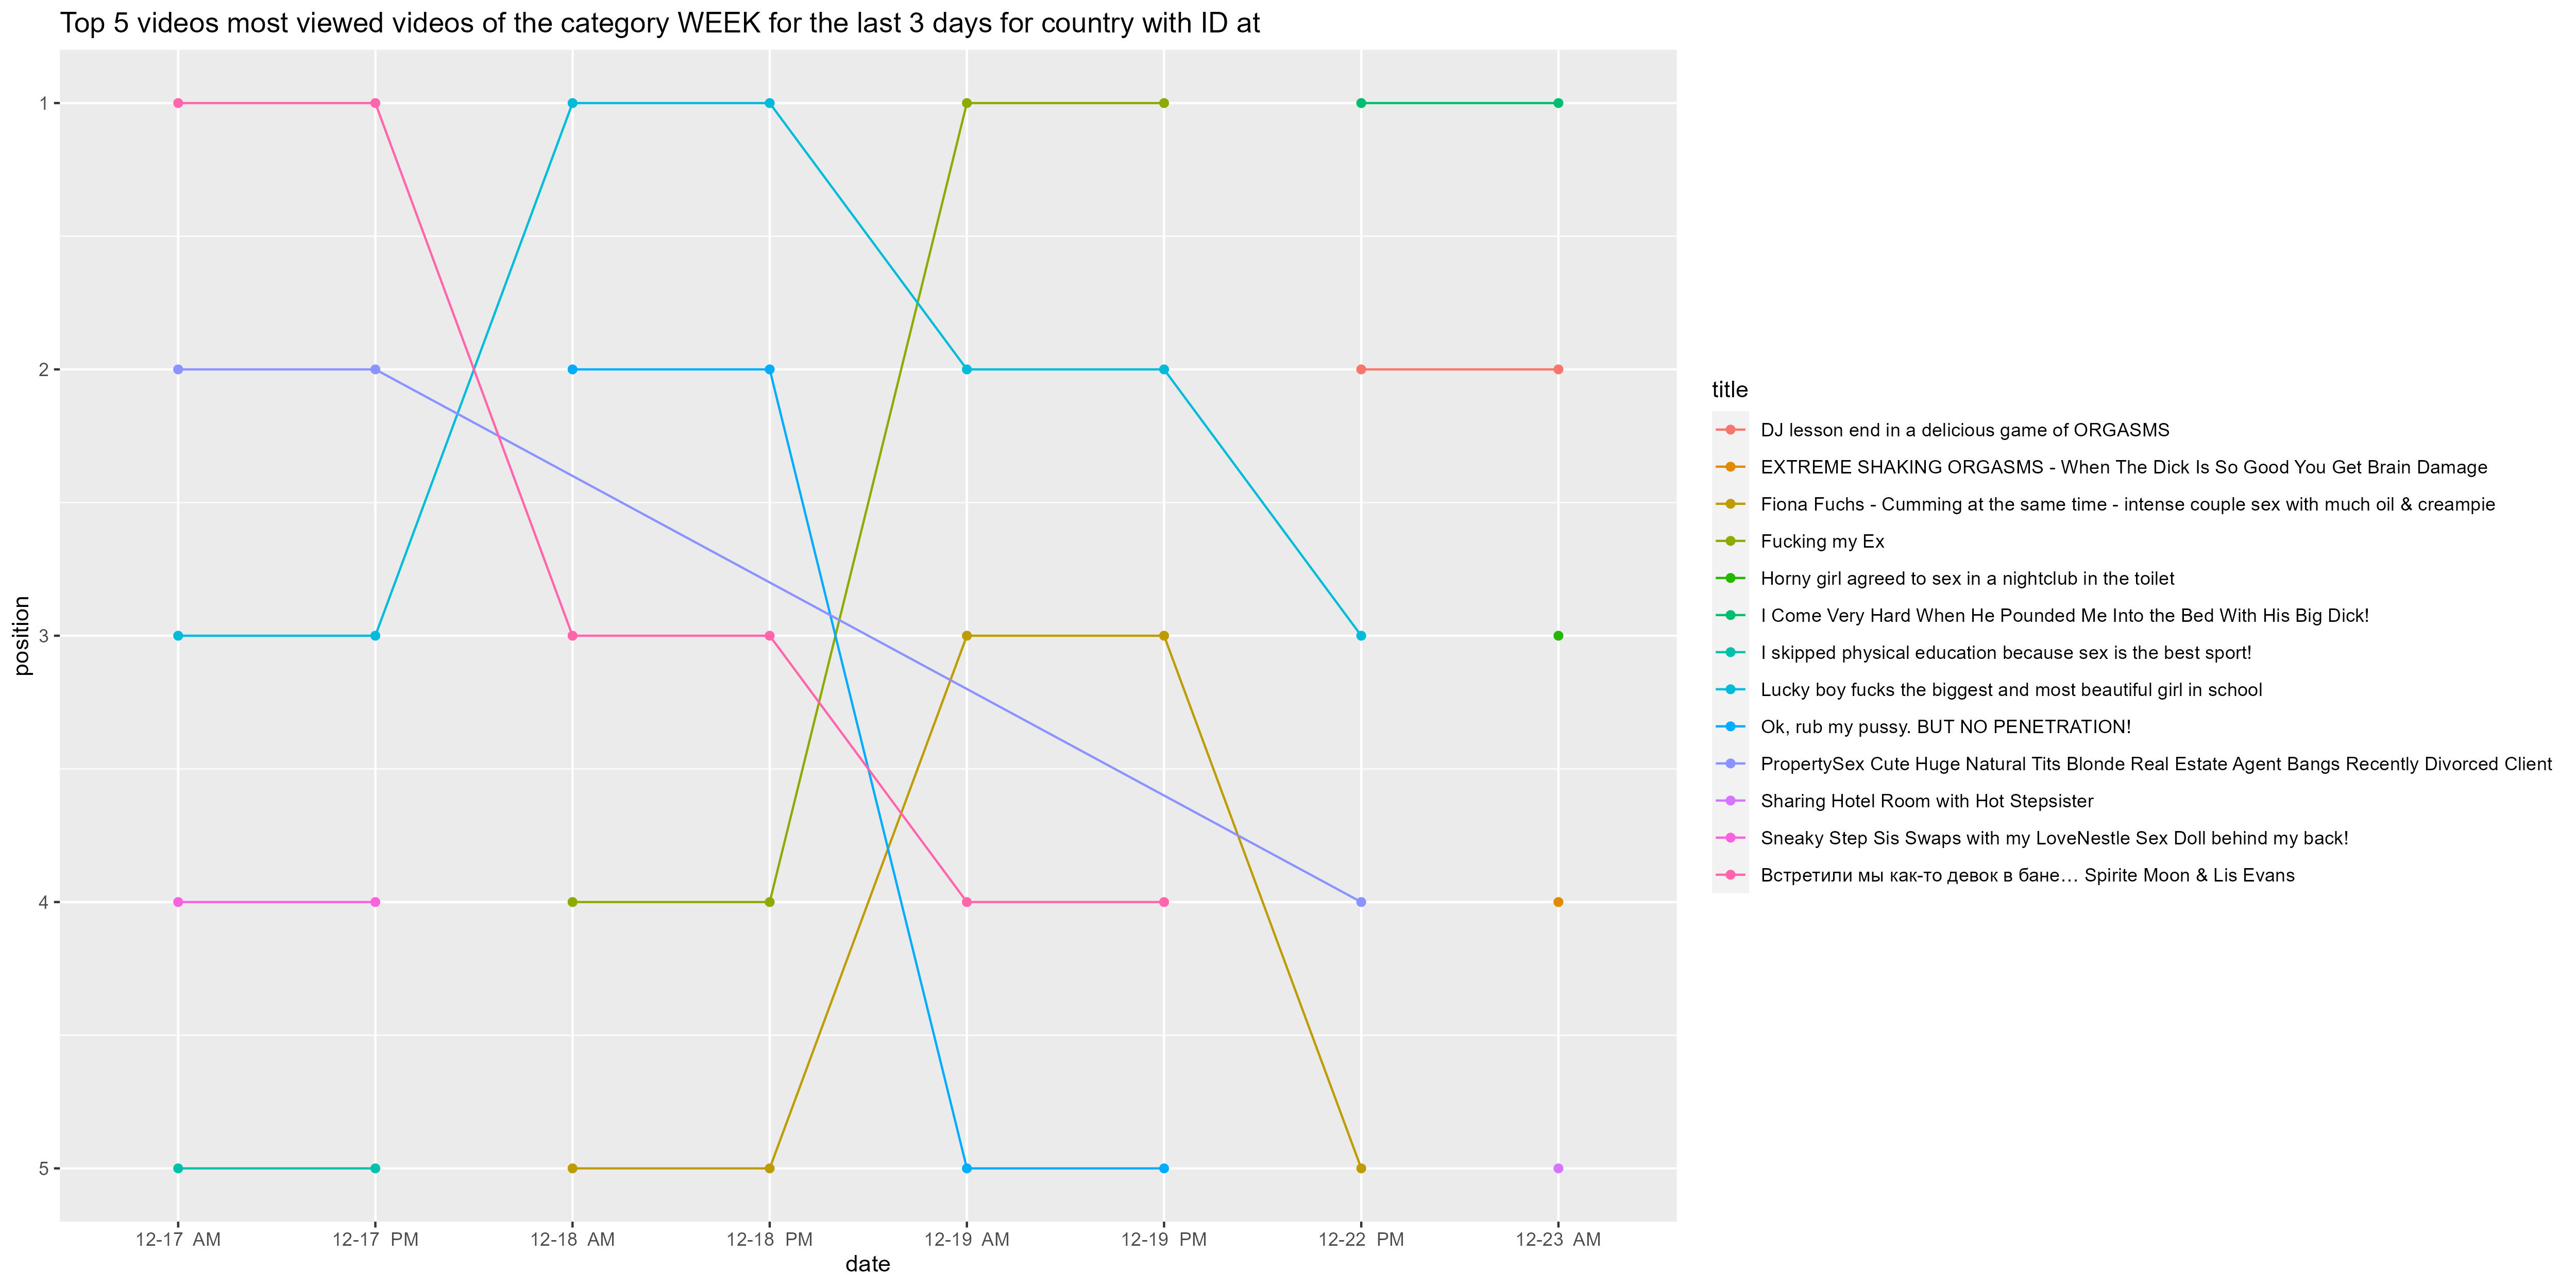 Top 5 videos most viewed videos of the category WEEK for the last 3 days for country with ID at
position
1
2
3
4
5
12-17 AM
12-17 PM
12-18 AM
12-18 PM
12-19 AM
12-19 PM
12-22 PM
12-23 AM
date
title
DJ lesson end in a delicious game of ORGASMS
EXTREME SHAKING ORGASMS - When The Dick Is So Good You Get Brain Damage
Fiona Fuchs - Cumming at the same time - intense couple sex with much oil & creampie
Fucking my Ex
Horny girl agreed to sex in a nightclub in the toilet
I Come Very Hard When He Pounded Me Into the Bed With His Big Dick!
I skipped physical education because sex is the best sport!
Lucky boy fucks the biggest and most beautiful girl in school
Ok, rub my pussy. BUT NO PENETRATION!
PropertySex Cute Huge Natural Tits Blonde Real Estate Agent Bangs Recently Divorced Client
Sharing Hotel Room with Hot Stepsister
Sneaky Step Sis Swaps with my LoveNestle Sex Doll behind my back!
Встретили мы как-то девок в бане… Spirite Moon & Lis Evans